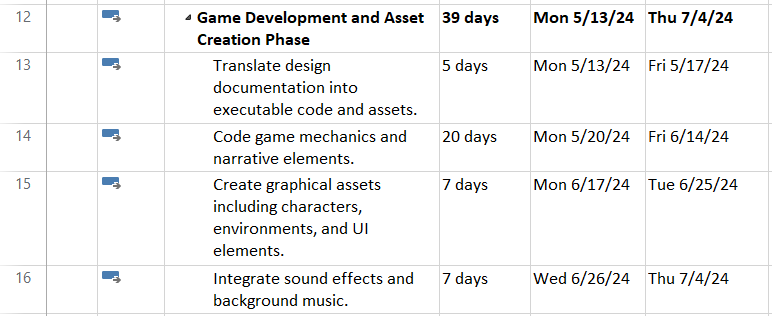 12 Game Development and Asset 39 days Mon 5/13/24 Thu 7/4/24
Creation Phase
13 Translate design 5 days Mon 5/13/24 Fri 5/17/24
documentation into
executable code and assets.
14 Code game mechanics and 20 days Mon 5/20/24 Fri 6/14/24
narrative elements.
15 Create graphical assets 7 days Mon 6/17/24 Tue 6/25/24
including characters,
environments, and UI
elements.
16 Integrate sound effects and 7 days Wed 6/26/24 Thu 7/4/24
background music.